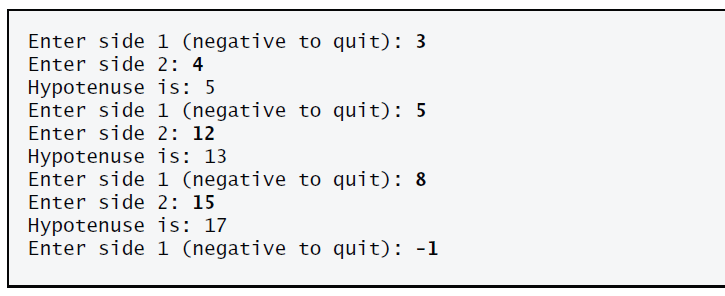 Enter side 1 (negative to quit): 3
Enter side 2: 4
Hypotenuse is: 5
Enter side 1 (negative to quit): 5
Enter side 2: 12
Hypotenuse is: 13
Enter side 1 (negative to quit): 8
Enter side 2: 15
Hypotenuse is: 17
Enter side 1 (negative to quit): -1